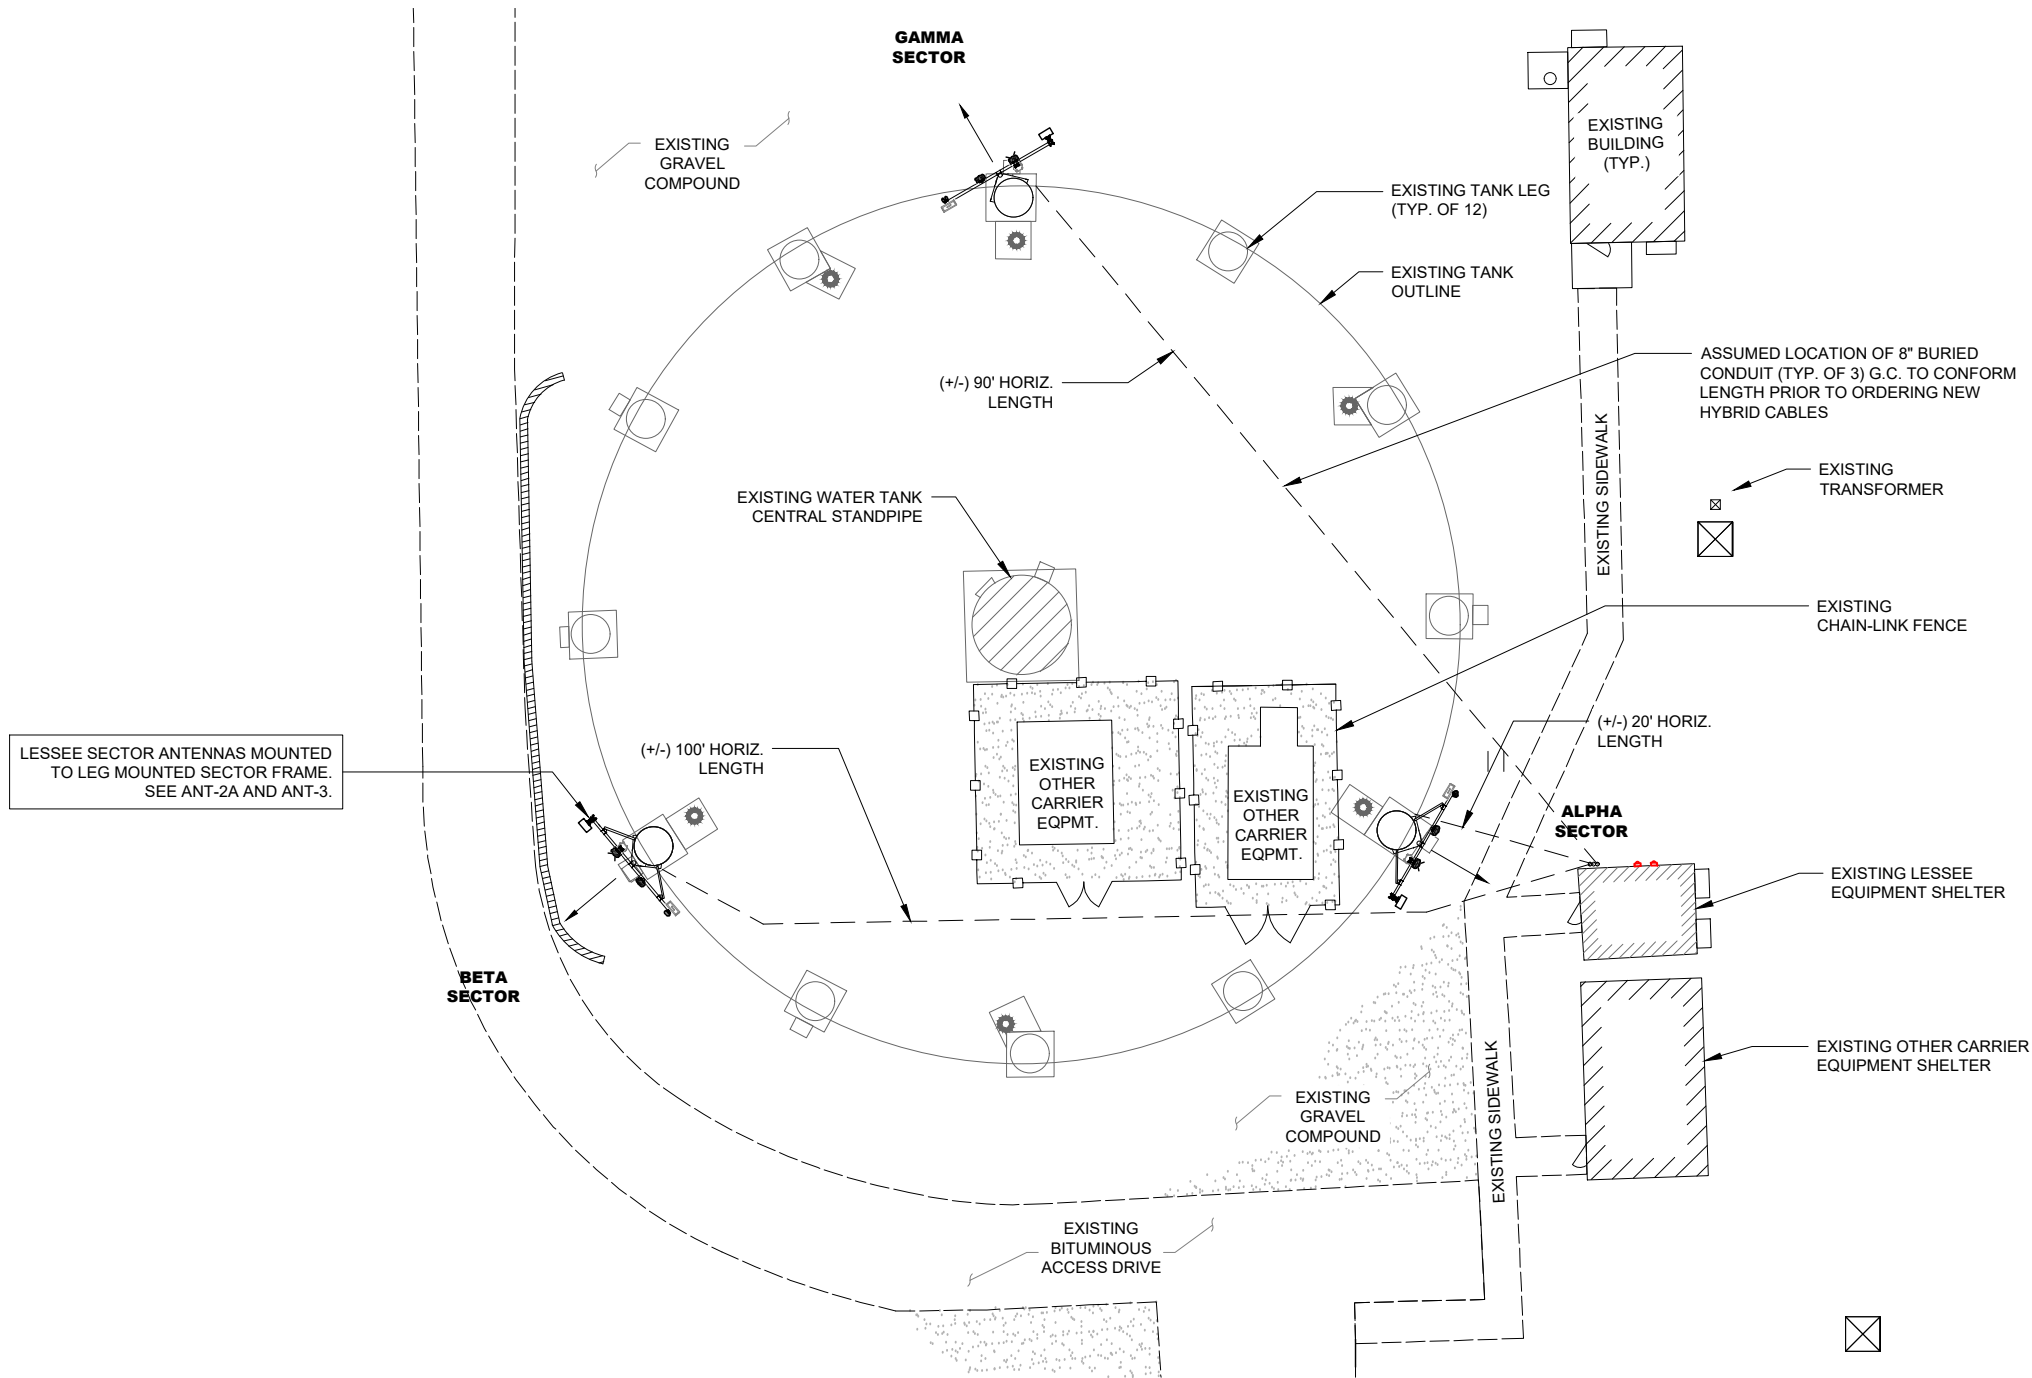 GAMMA
SECTOR
EXISTING
GRAVEL
COMPOUND
EXISTING
BUILDING
(TYP.)
EXISTING TANK LEG
(TYP. OF 12)
EXISTING TANK
OUTLINE
(+/-) 90' HORIZ.
LENGTH
ASSUMED LOCATION OF 8" BURIED
CONDUIT (TYP. OF 3) G.C. TO CONFORM
LENGTH PRIOR TO ORDERING NEW
HYBRID CABLES
EXISTING SIDEWALK
EXISTING
TRANSFORMER
EXISTING WATER TANK
CENTRAL STANDPIPE
EXISTING
CHAIN-LINK FENCE
LESSEE SECTOR ANTENNAS MOUNTED
TO LEG MOUNTED SECTOR FRAME.
SEE ANT-2A AND ANT-3.
(+/-) 100' HORIZ.
LENGTH
EXISTING
OTHER
CARRIER
EQPMT.
EXISTING
OTHER
CARRIER
EQPMT.
(+/-) 20' HORIZ.
LENGTH
ALPHA
SECTOR
EXISTING LESSEE
EQUIPMENT SHELTER
BETA
SECTOR
EXISTING OTHER CARRIER
EQUIPMENT SHELTER
EXISTING
GRAVEL
COMPOUND
EXISTING SIDEWALK
EXISTING
BITUMINOUS
ACCESS DRIVE